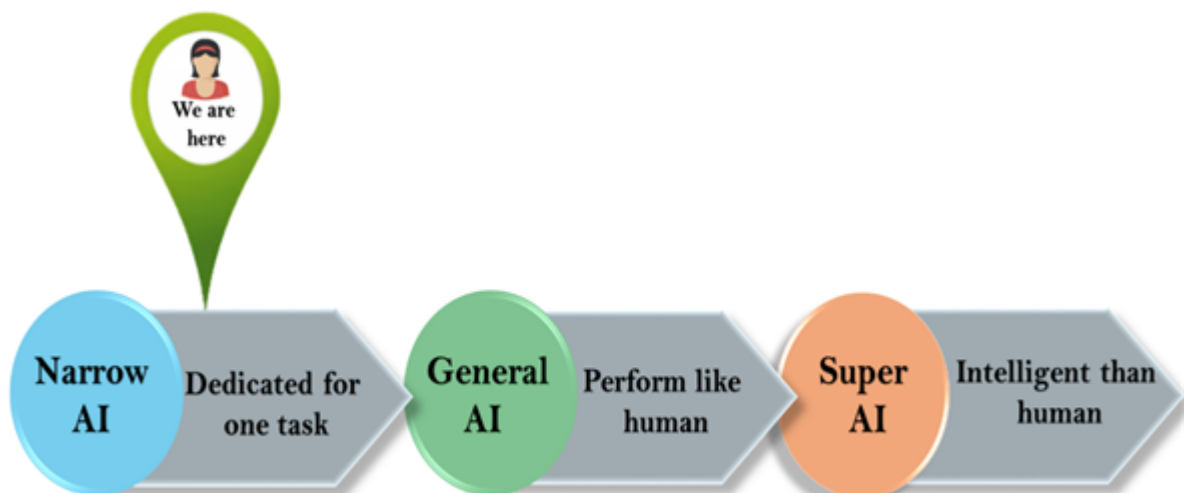 We are
here
Narrow
AI
Dedicated for
one task
General
AI
Perform like
human
Super
AI
Intelligent than
human